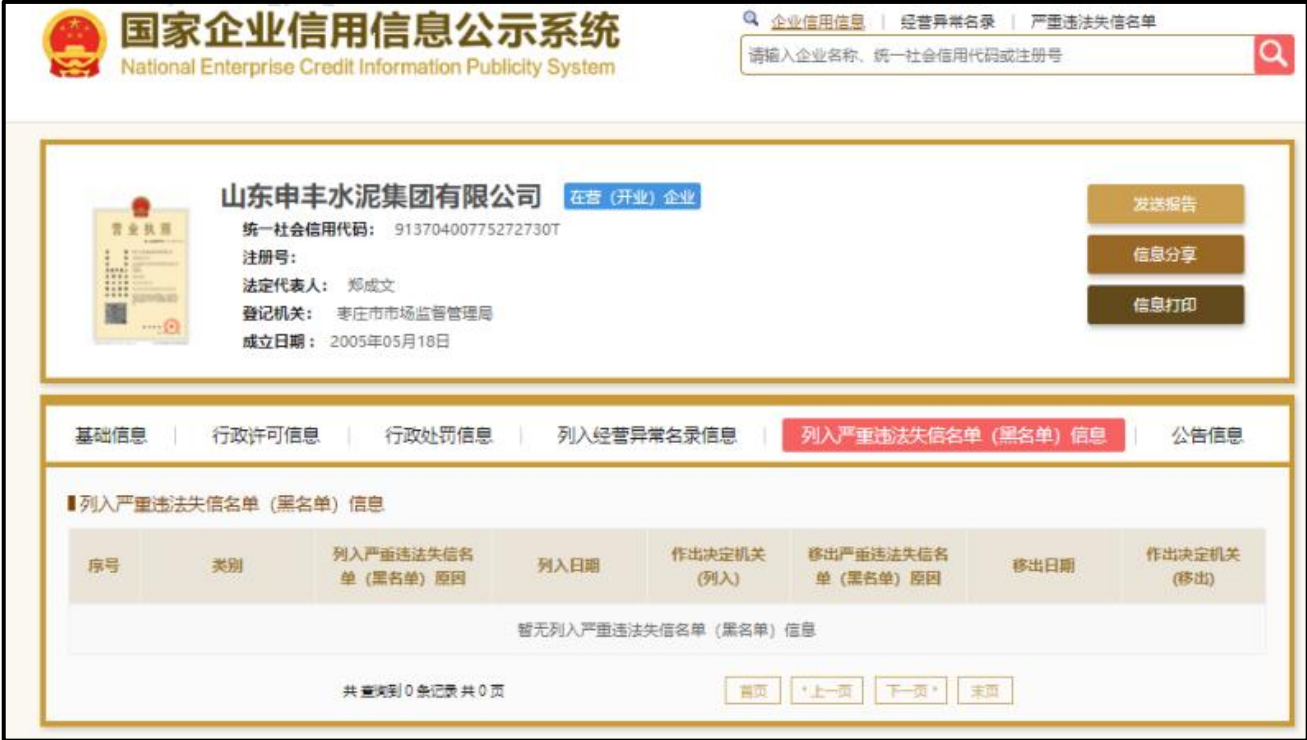 国家企业信用信息公示系统
National Enterprise Credit Information Publicity System
企业信用信息 | 经营异常名录 | 严重违法失信名单
请输入企业名称、统一社会信用代码或注册号
山东申丰水泥集团有限公司 在营（开业）企业
统一社会信用代码： 91370400775272730T
注册号：
法定代表人： 郑成文
登记机关： 枣庄市市场监督管理局
成立日期： 2005年05月18日
发送报告
信息分享
信息打印
营业执照
基础信息 | 行政许可信息 | 行政处罚信息 | 列入经营异常名录信息 | 列入严重违法失信名单（黑名单）信息 | 公告信息
列入严重违法失信名单（黑名单）信息
序号 类别 列入严重违法失信名单（黑名单）原因 列入日期 作出决定机关(列入) 移出严重违法失信名单（黑名单）原因 移出日期 作出决定机关(移出)
暂无列入严重违法失信名单（黑名单）信息
共 查询到 0 条记录 共 0 页 首页 上一页 下一页 末页